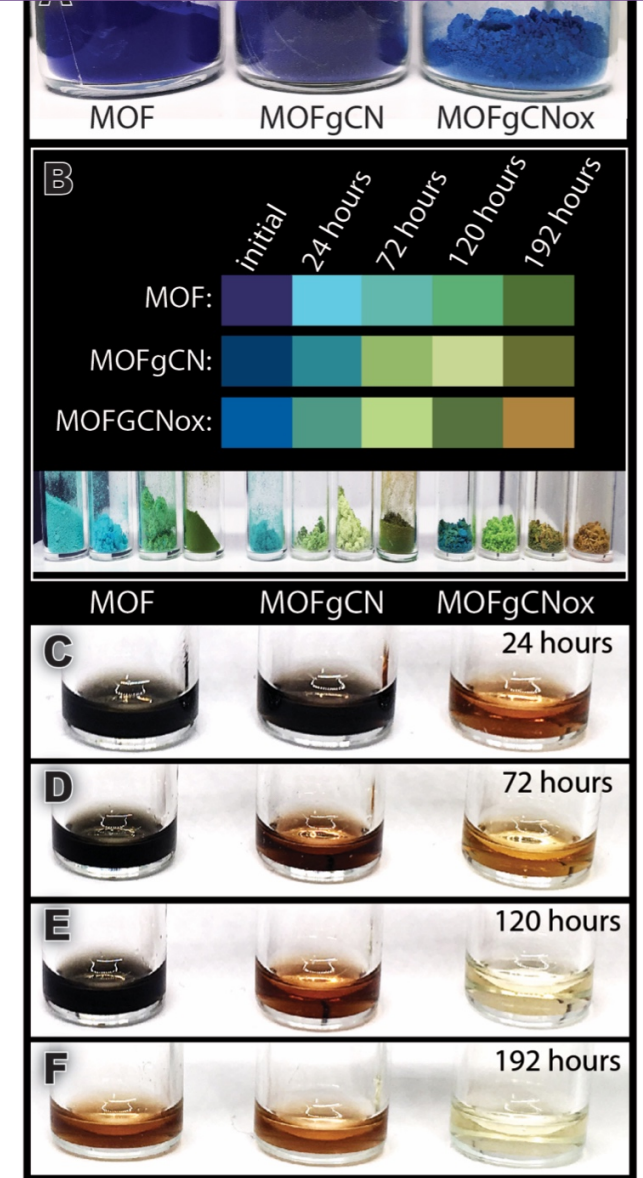 A
MOF MOFgCN MOFgCNox
B
initial 24 hours 72 hours 120 hours 192 hours
MOF:
MOFgCN:
MOFGCNox:
MOF MOFgCN MOFgCNox
C 24 hours
D 72 hours
E 120 hours
F 192 hours